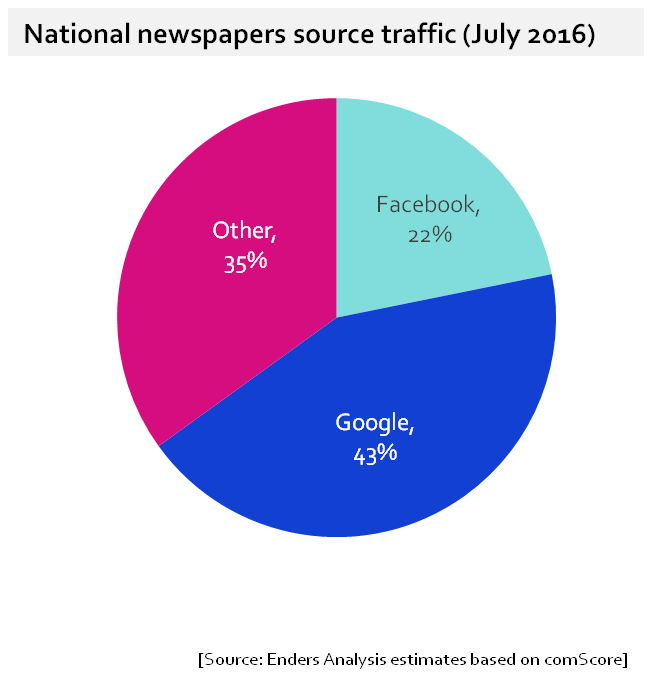 National newspapers source traffic (July 2016)
Facebook,
22%
Other,
35%
Google,
43%
[Source: Enders Analysis estimates based on comScore]